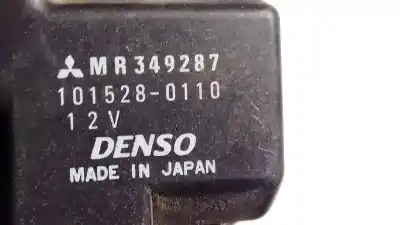 MR349287
101528-0110
12V
DENSO
MADE IN JAPAN